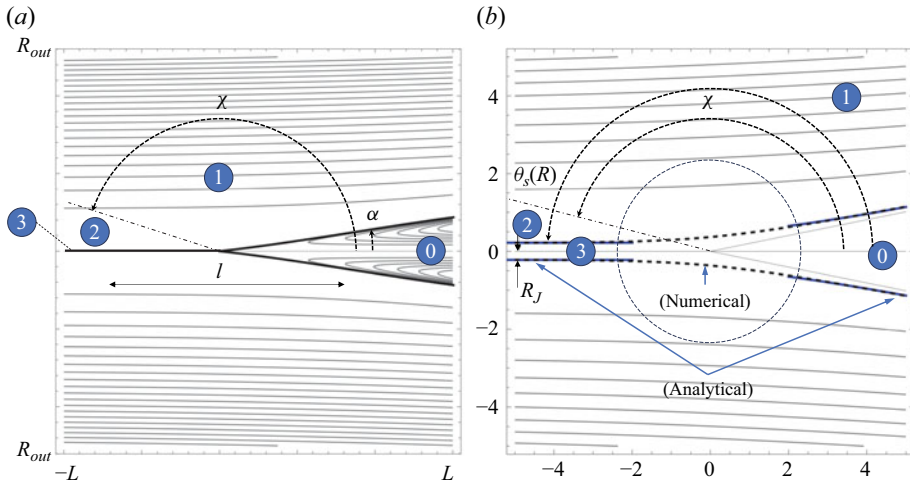 (a)
R_out
χ
1
α
3
2
0
l
R_out
−L
L
(b)
4
χ
1
θ_s(R)
2
2
0
3
0
R_J
(Numerical)
−2
(Analytical)
−4
−4
−2
0
2
4